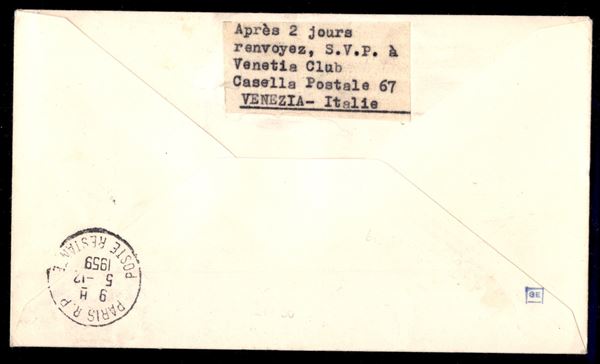 Après 2 jours
renvoyez, S.V.P. à
Venetia Club
Casella Postale 67
VENEZIA- Italie
PARIS R.P
9 H
5 -12
1959
POSTE RESTANTE
GE